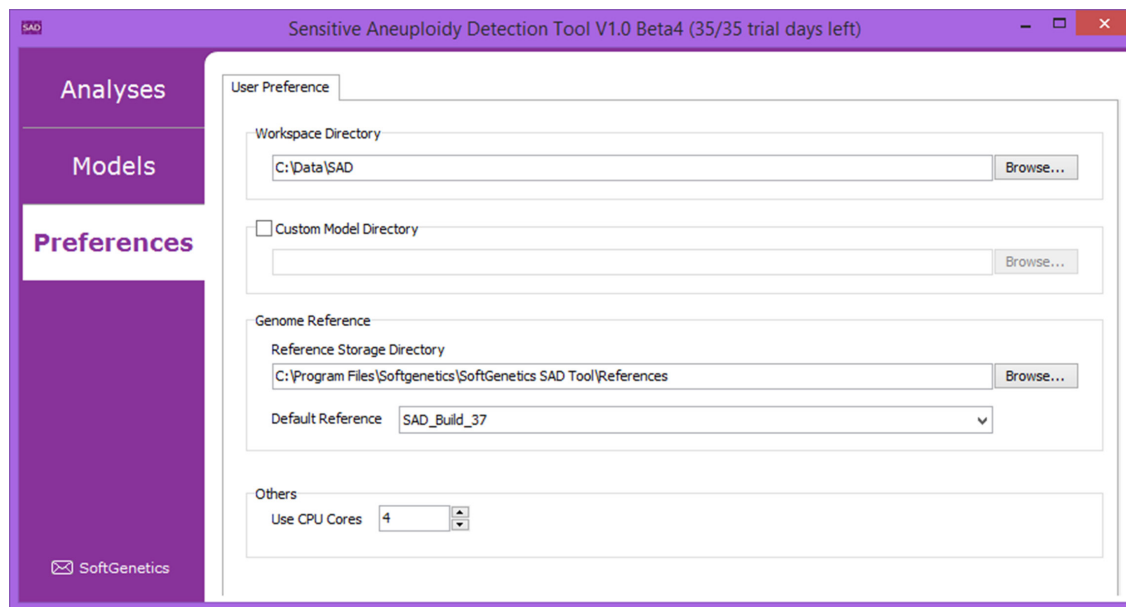 SAD
Sensitive Aneuploidy Detection Tool V1.0 Beta4 (35/35 trial days left)
Analyses
Models
Preferences
SoftGenetics
User Preference
Workspace Directory
C:\Data\SAD Browse...
Custom Model Directory
Browse...
Genome Reference
Reference Storage Directory
C:\Program Files\Softgenetics\SoftGenetics SAD Tool\References Browse...
Default Reference SAD_Build_37
Others
Use CPU Cores 4